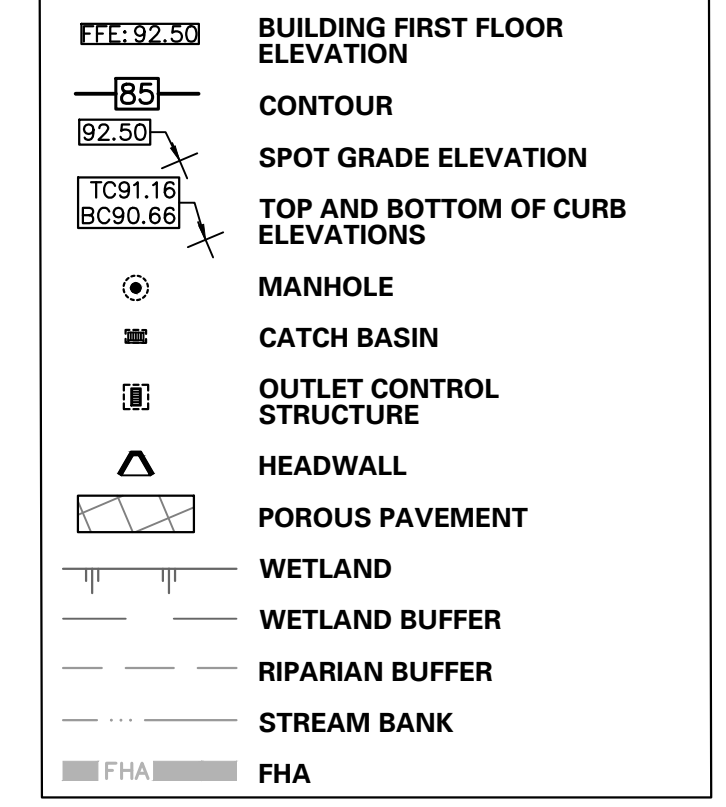 FFE: 92.50 BUILDING FIRST FLOOR
ELEVATION
85 CONTOUR
92.50 SPOT GRADE ELEVATION
TC91.16
BC90.66
TOP AND BOTTOM OF CURB
ELEVATIONS
MANHOLE
CATCH BASIN
OUTLET CONTROL
STRUCTURE
HEADWALL
POROUS PAVEMENT
WETLAND
WETLAND BUFFER
RIPARIAN BUFFER
STREAM BANK
FHA FHA